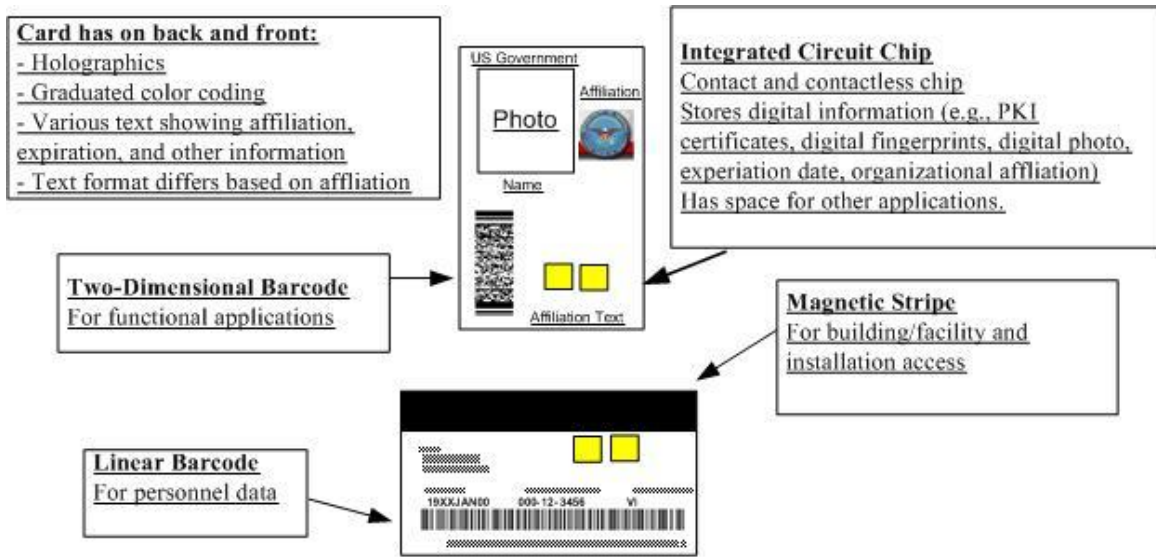 Card has on back and front:
- Holographics
- Graduated color coding
- Various text showing affiliation,
expiration, and other information
- Text format differs based on affliation
US Government
Photo
Affiliation
Name
Affiliation Text
Integrated Circuit Chip
Contact and contactless chip
Stores digital information (e.g., PKI
certificates, digital fingerprints, digital photo,
experiation date, organizational affliation)
Has space for other applications.
Two-Dimensional Barcode
For functional applications
Magnetic Stripe
For building/facility and
installation access
Linear Barcode
For personnel data
19XXJAN00 000-12-3456 VI